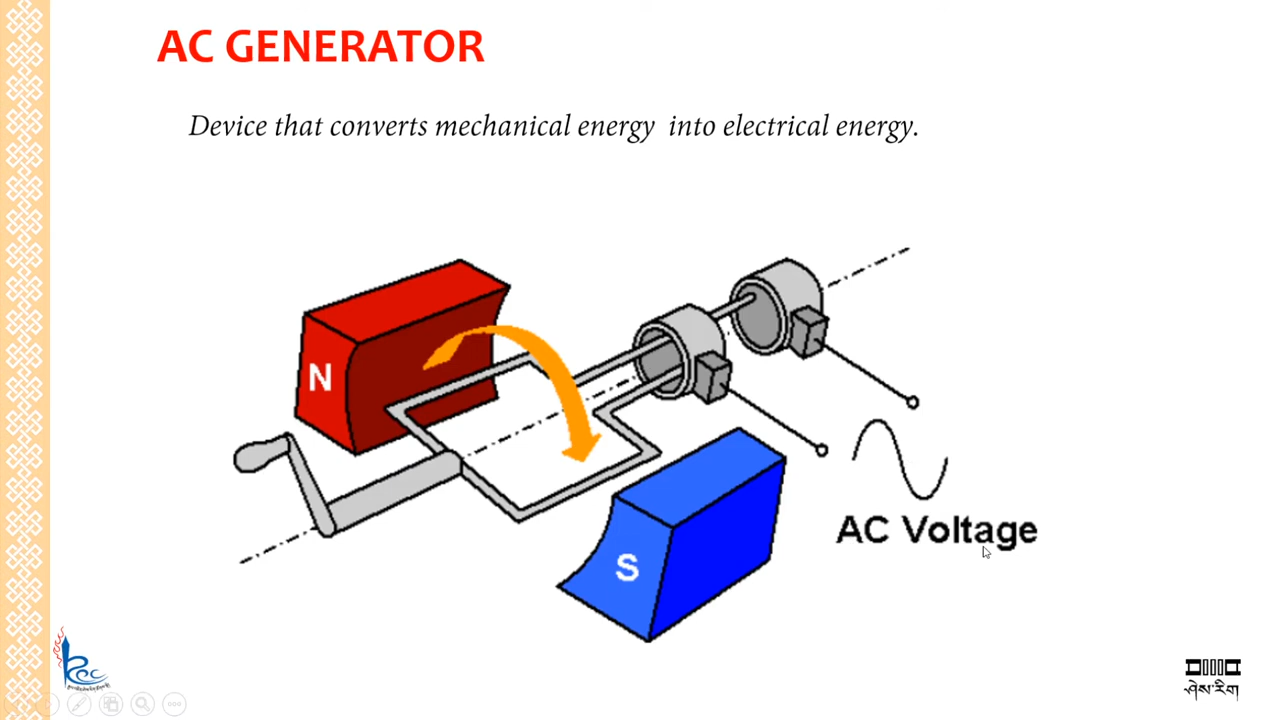 AC GENERATOR
Device that converts mechanical energy into electrical energy.
N
S
AC Voltage
ཤེས་རིག